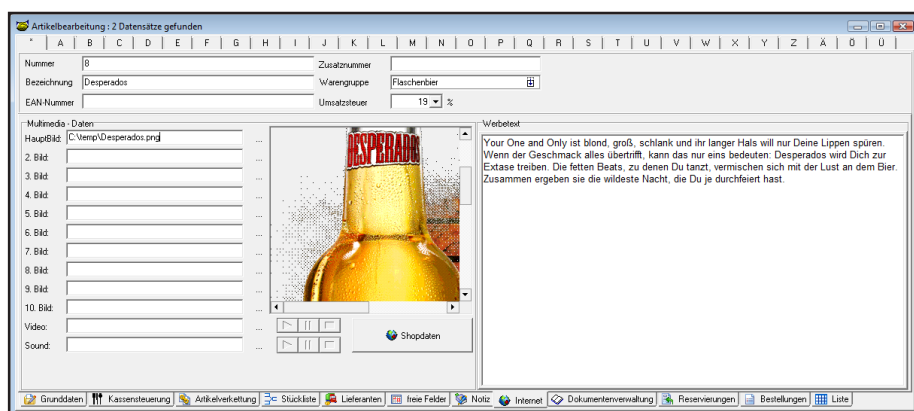 Artikelbearbeitung : 2 Datensätze gefunden
* A B C D E F G H I J K L M N O P Q R S T U V W X Y Z Ä Ö Ü
Nummer 8 Zusatznummer
Bezeichnung Desperados Warengruppe Flaschenbier
EAN-Nummer Umsatzsteuer 19 %
Multimedia - Daten
HauptBild: C:\temp\Desperados.png ...
2. Bild: ...
3. Bild: ...
4. Bild: ...
5. Bild: ...
6. Bild: ...
7. Bild: ...
8. Bild: ...
9. Bild: ...
10. Bild: ...
Video: ...
Sound: ...
DESPERADOS
Shopdaten
Werbetext
Your One and Only ist blond, groß, schlank und ihr langer Hals will nur Deine Lippen spüren.
Wenn der Geschmack alles übertrifft, kann das nur eins bedeuten: Desperados wird Dich zur
Extase treiben. Die fetten Beats, zu denen Du tanzt, vermischen sich mit der Lust an dem Bier.
Zusammen ergeben sie die wildeste Nacht, die Du je durchfeiert hast.
Grunddaten Kassensteuerung Artikelverkettung Stückliste Lieferanten freie Felder Notiz Internet Dokumentenverwaltung Reservierungen Bestellungen Liste